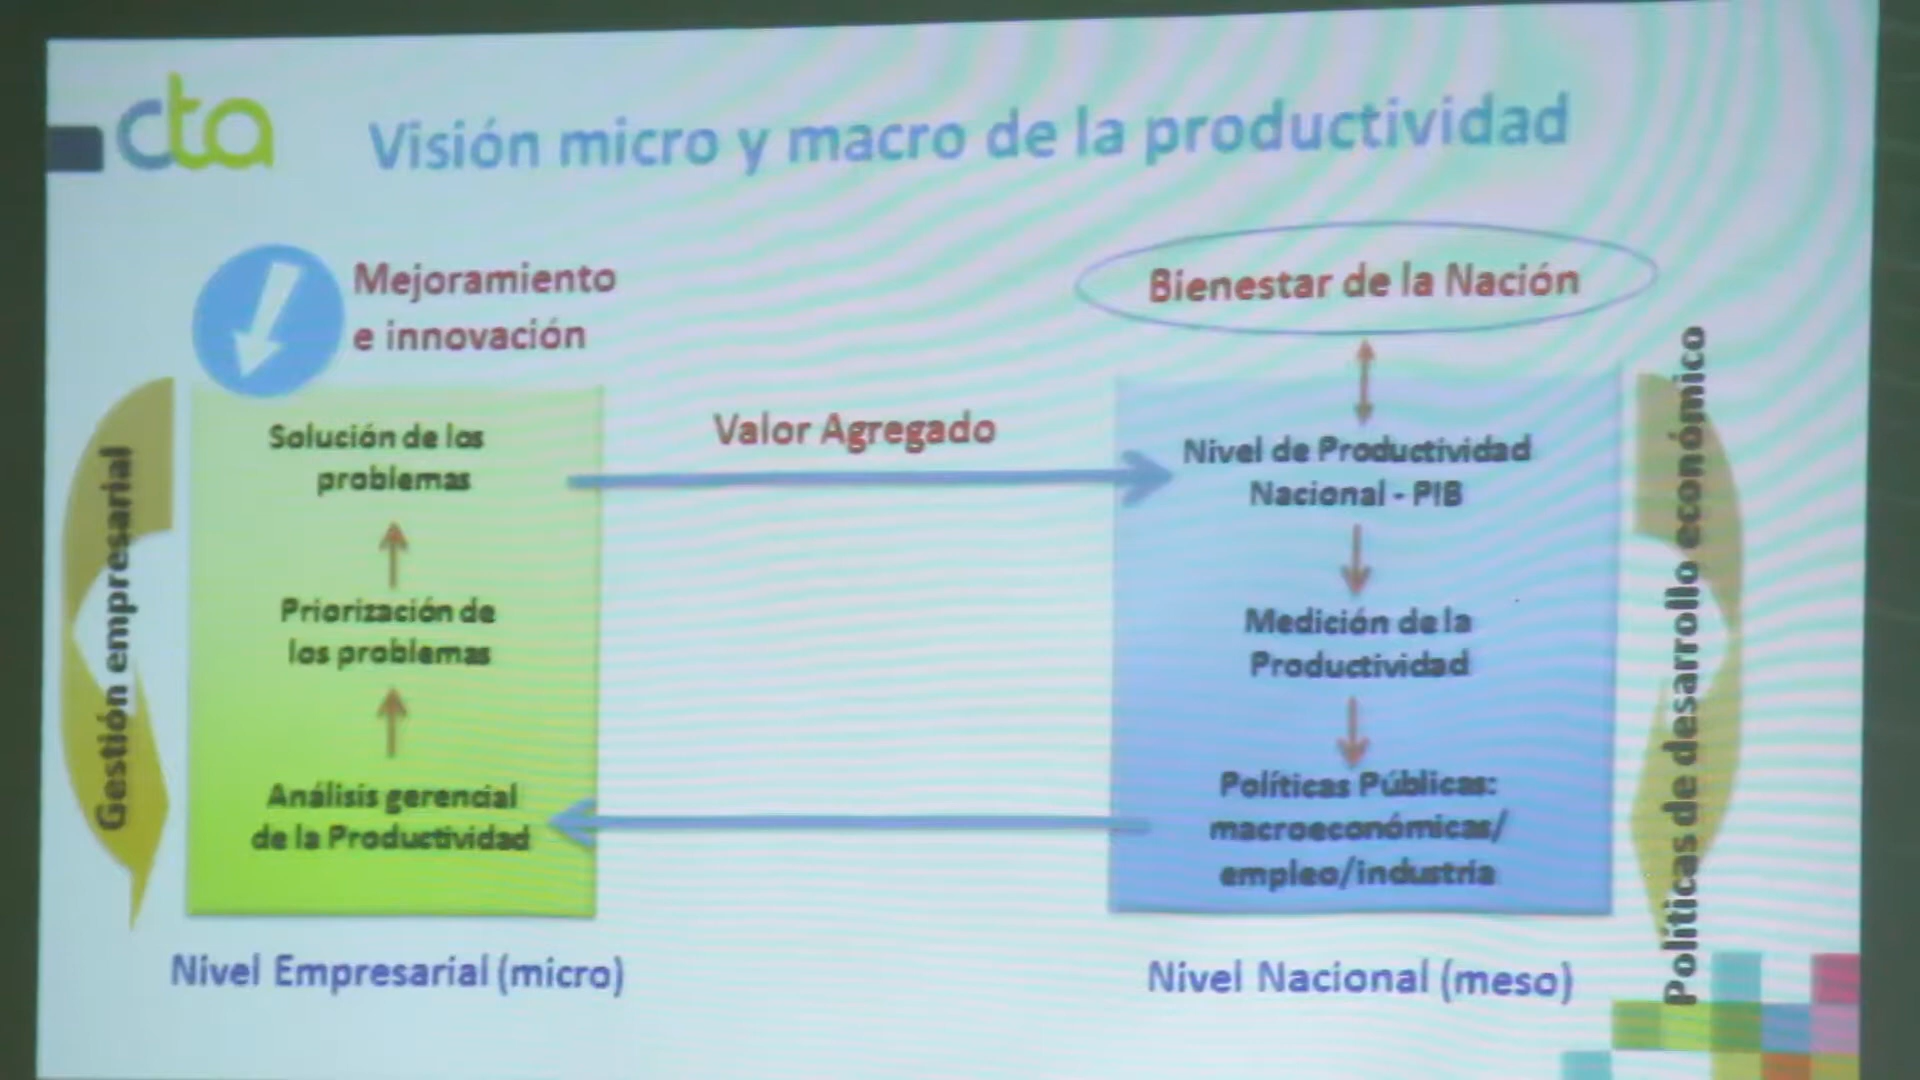 cta
Visión micro y macro de la productividad
Mejoramiento
e innovación
Bienestar de la Nación
Gestión empresarial
Solución de los
problemas
Priorización de
los problemas
Análisis gerencial
de la Productividad
Valor Agregado
Nivel de Productividad
Nacional - PIB
Medición de la
Productividad
Políticas Públicas:
macroeconómicas/
empleo/industria
Políticas de desarrollo económico
Nivel Empresarial (micro)
Nivel Nacional (meso)